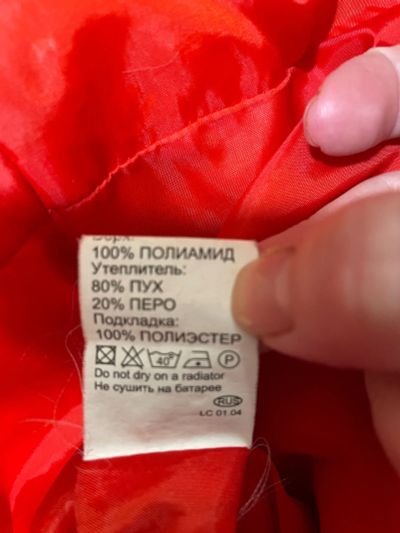 Верх:
100% ПОЛИАМИД
Утеплитель:
80% ПУХ
20% ПЕРО
Подкладка:
100% ПОЛИЭСТЕР
40°
P
Do not dry on a radiator
Не сушить на батарее
RUS
LC 01.04